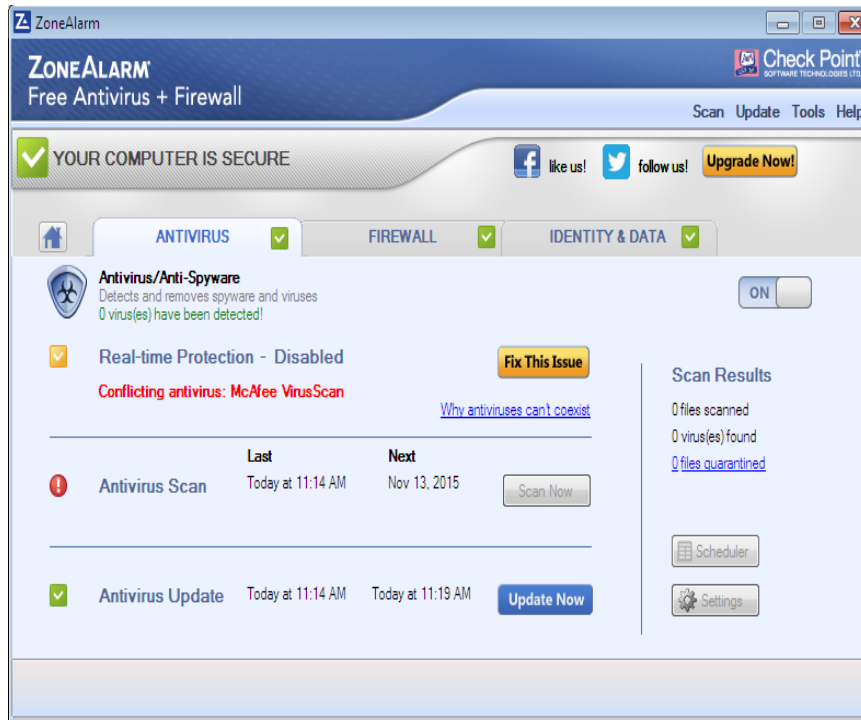 ZoneAlarm
ZONEALARM
Free Antivirus + Firewall
Check Point
SOFTWARE TECHNOLOGIES LTD.
Scan Update Tools Help
YOUR COMPUTER IS SECURE
like us!
follow us!
Upgrade Now!
ANTIVIRUS
FIREWALL
IDENTITY & DATA
Antivirus/Anti-Spyware
Detects and removes spyware and viruses
0 virus(es) have been detected!
ON
Real-time Protection - Disabled
Fix This Issue
Conflicting antivirus: McAfee VirusScan
Why antiviruses can't coexist
Last Next
Antivirus Scan Today at 11:14 AM Nov 13, 2015 Scan Now
Antivirus Update Today at 11:14 AM Today at 11:19 AM Update Now
Scan Results
0 files scanned
0 virus(es) found
0 files quarantined
Scheduler
Settings